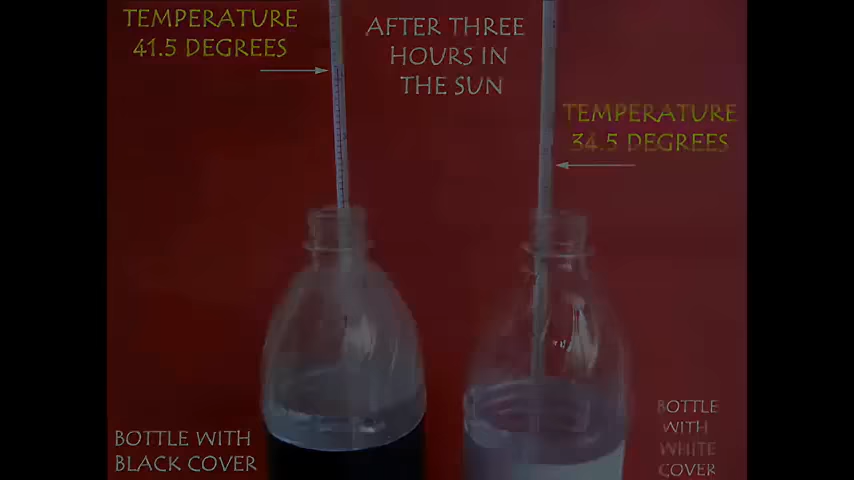 TEMPERATURE
41.5 DEGREES
AFTER THREE
HOURS IN
THE SUN
TEMPERATURE
34.5 DEGREES
BOTTLE WITH
BLACK COVER
BOTTLE
WITH
WHITE
COVER